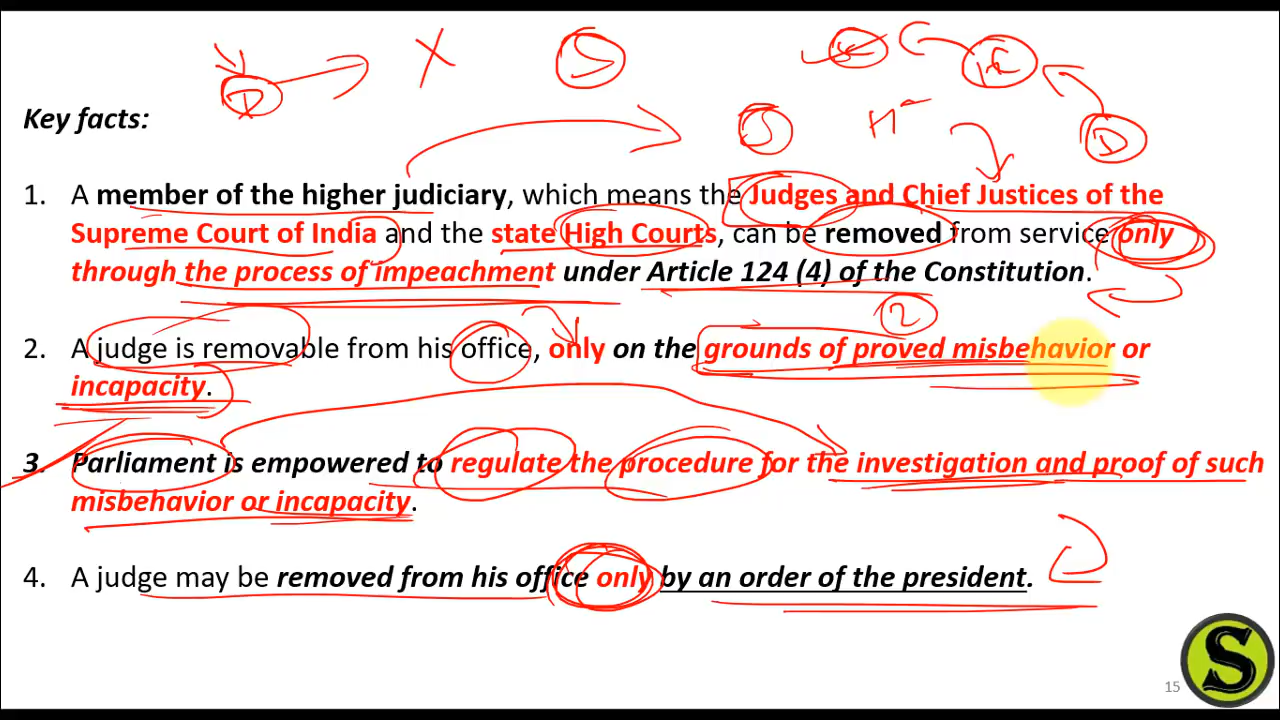 Key facts:
1. A member of the higher judiciary, which means the Judges and Chief Justices of the
Supreme Court of India and the state High Courts, can be removed from service only
through the process of impeachment under Article 124 (4) of the Constitution.
2
2. A judge is removable from his office, only on the grounds of proved misbehavior or
incapacity.
3. Parliament is empowered to regulate the procedure for the investigation and proof of such
misbehavior or incapacity.
4. A judge may be removed from his office only by an order of the president.
S
15